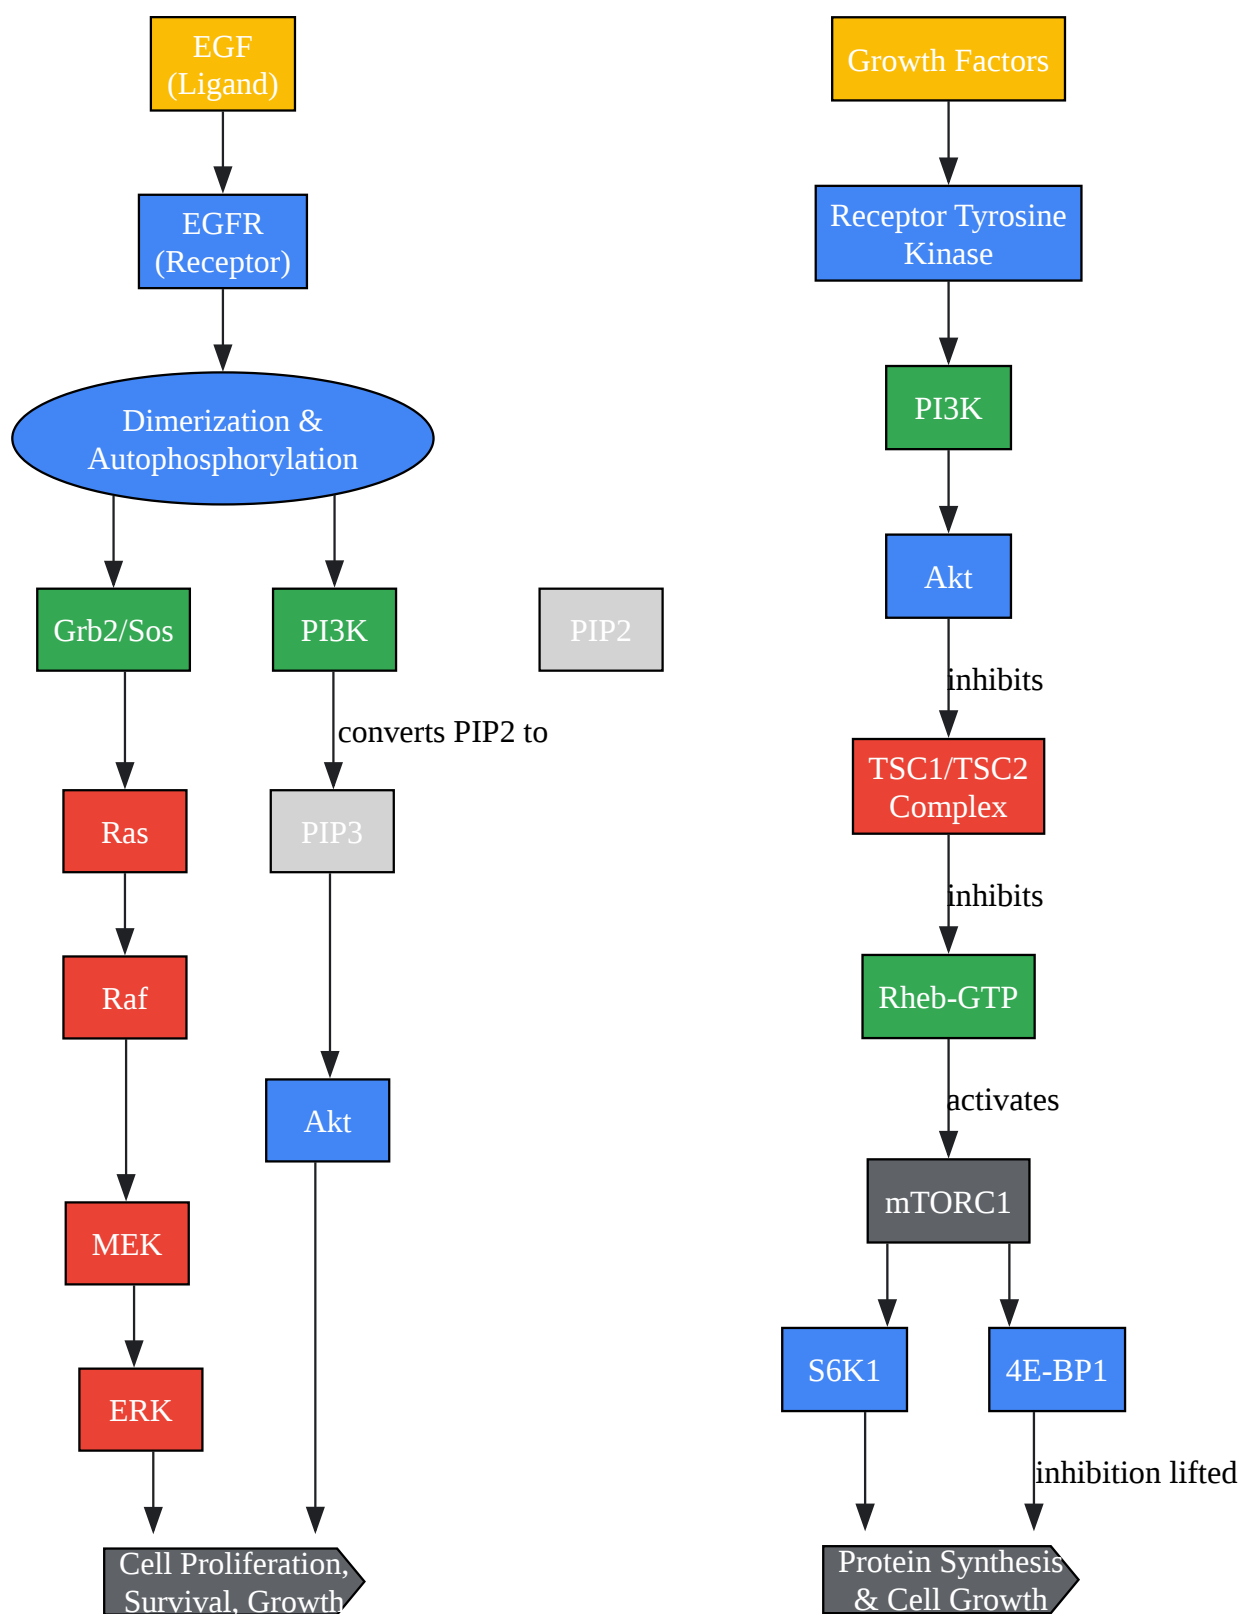 EGF
(Ligand)
EGFR
(Receptor)
Dimerization &
Autophosphorylation
Grb2/Sos
PI3K
PIP2
converts PIP2 to
Ras
PIP3
Raf
Akt
MEK
ERK
Cell Proliferation,
Survival, Growth
Growth Factors
Receptor Tyrosine
Kinase
PI3K
Akt
inhibits
TSC1/TSC2
Complex
inhibits
Rheb-GTP
activates
mTORC1
S6K1
4E-BP1
inhibition lifted
Protein Synthesis
& Cell Growth